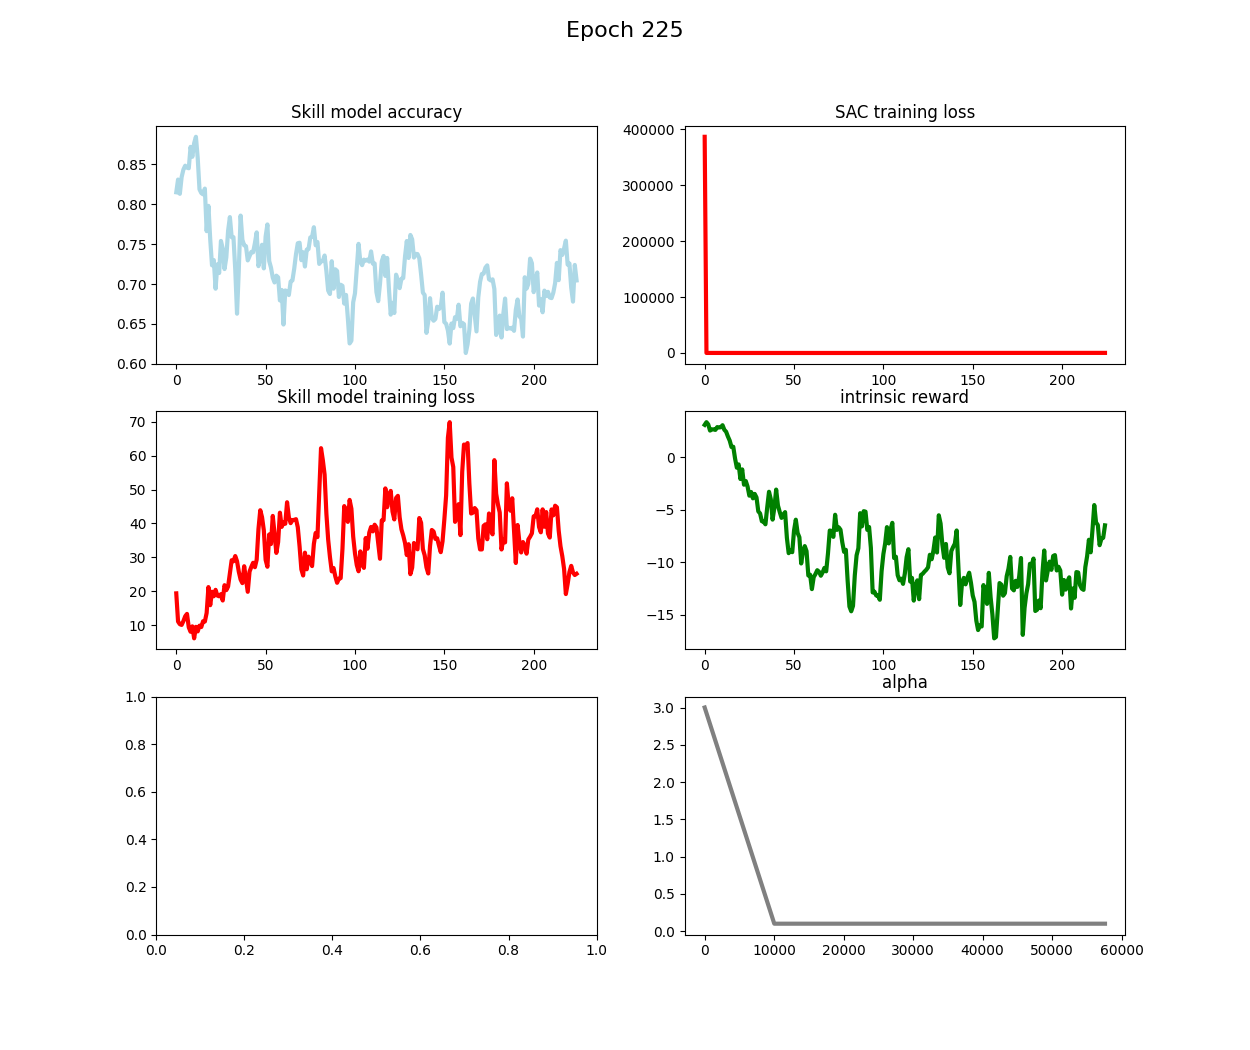 Epoch 225
Skill model accuracy
0.85
0.80
0.75
0.70
0.65
0.60
0 50 100 150 200
SAC training loss
400000
300000
200000
100000
0
0 50 100 150 200
Skill model training loss
70
60
50
40
30
20
10
0 50 100 150 200
intrinsic reward
0
−5
−10
−15
0 50 100 150 200
1.0
0.8
0.6
0.4
0.2
0.0
0.0 0.2 0.4 0.6 0.8 1.0
alpha
3.0
2.5
2.0
1.5
1.0
0.5
0.0
0 10000 20000 30000 40000 50000 60000